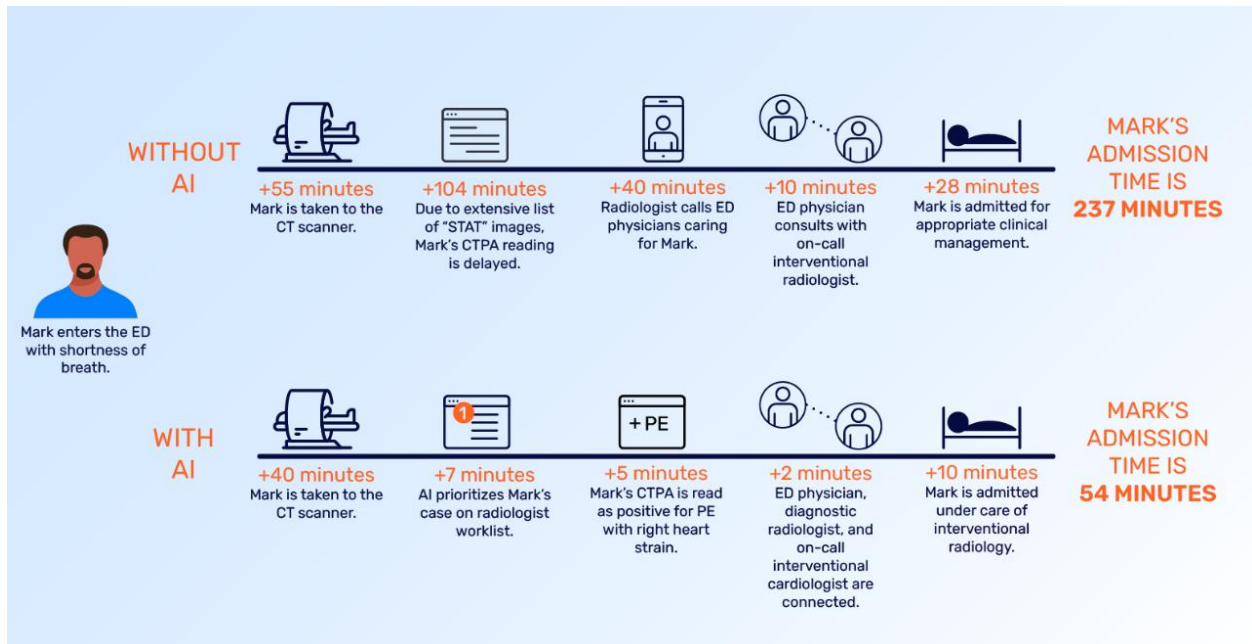 WITHOUT
AI
+55 minutes
Mark is taken to the
CT scanner.
+104 minutes
Due to extensive list
of “STAT” images,
Mark’s CTPA reading
is delayed.
+40 minutes
Radiologist calls ED
physicians caring
for Mark.
+10 minutes
ED physician
consults with
on-call
interventional
radiologist.
+28 minutes
Mark is admitted for
appropriate clinical
management.
MARK’S
ADMISSION
TIME IS
237 MINUTES
Mark enters the ED
with shortness of
breath.
WITH
AI
+40 minutes
Mark is taken to the
CT scanner.
1
+7 minutes
AI prioritizes Mark’s
case on radiologist
worklist.
+ PE
+5 minutes
Mark’s CTPA is read
as positive for PE
with right heart
strain.
+2 minutes
ED physician,
diagnostic
radiologist, and
on-call
interventional
cardiologist are
connected.
+10 minutes
Mark is admitted
under care of
interventional
radiology.
MARK’S
ADMISSION
TIME IS
54 MINUTES